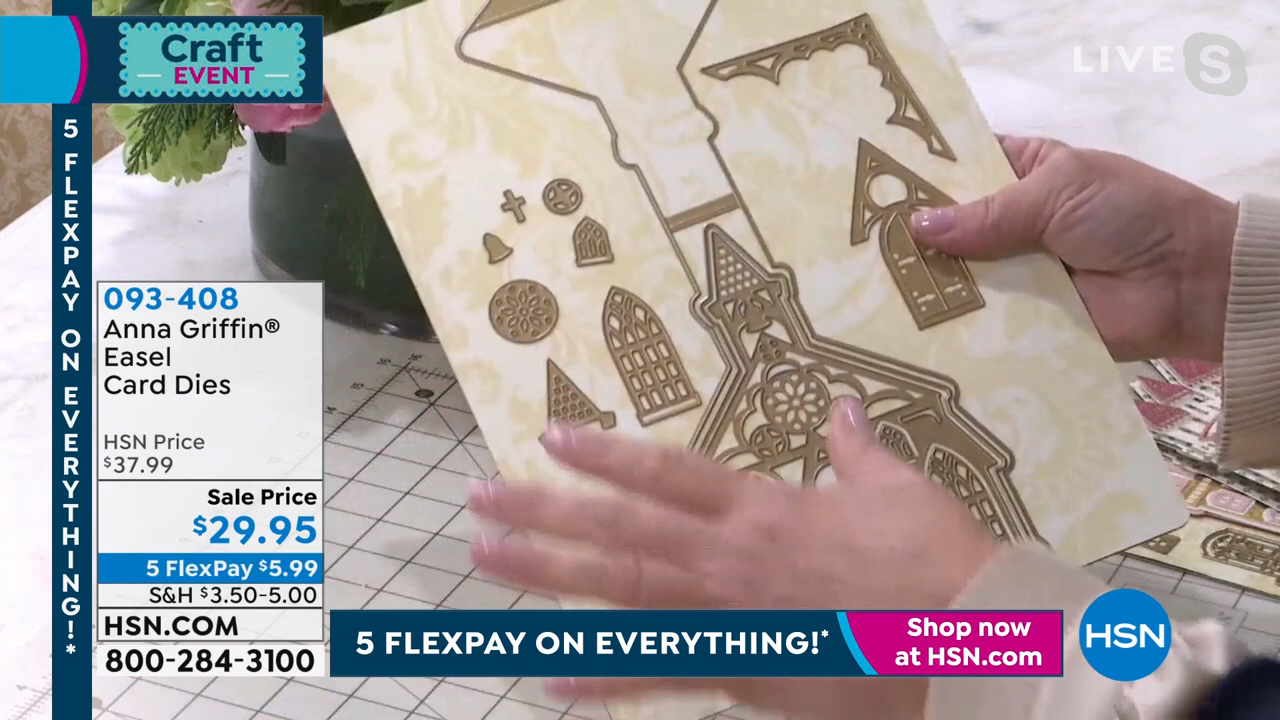 Craft
EVENT
LIVE S
5 FLEXPAY ON EVERYTHING!*
093-408
Anna Griffin®
Easel
Card Dies
HSN Price
$37.99
Sale Price
$29.95
5 FlexPay $5.99
S&H $3.50-5.00
HSN.COM
800-284-3100
5 FLEXPAY ON EVERYTHING!*
Shop now
at HSN.com
HSN